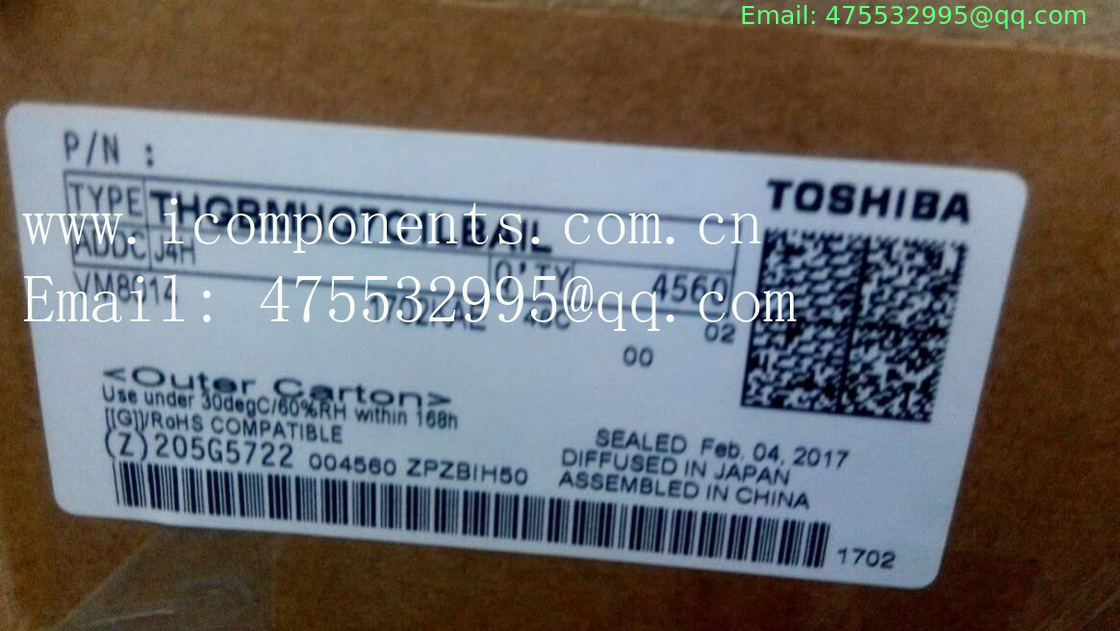 Email: 475532995@qq.com
P/N :
TOSHIBA
TYPE
www.icomponents.com.cn
ADDC J4H
Q'TY 4560
Email: 475532995@qq.com
02
00
<Outer Carton>
Use under 30degC/60%RH within 168h
[[G]]/RoHS COMPATIBLE
(Z)205G5722 004560 ZPZBIH50
SEALED Feb. 04, 2017
DIFFUSED IN JAPAN
ASSEMBLED IN CHINA
1702